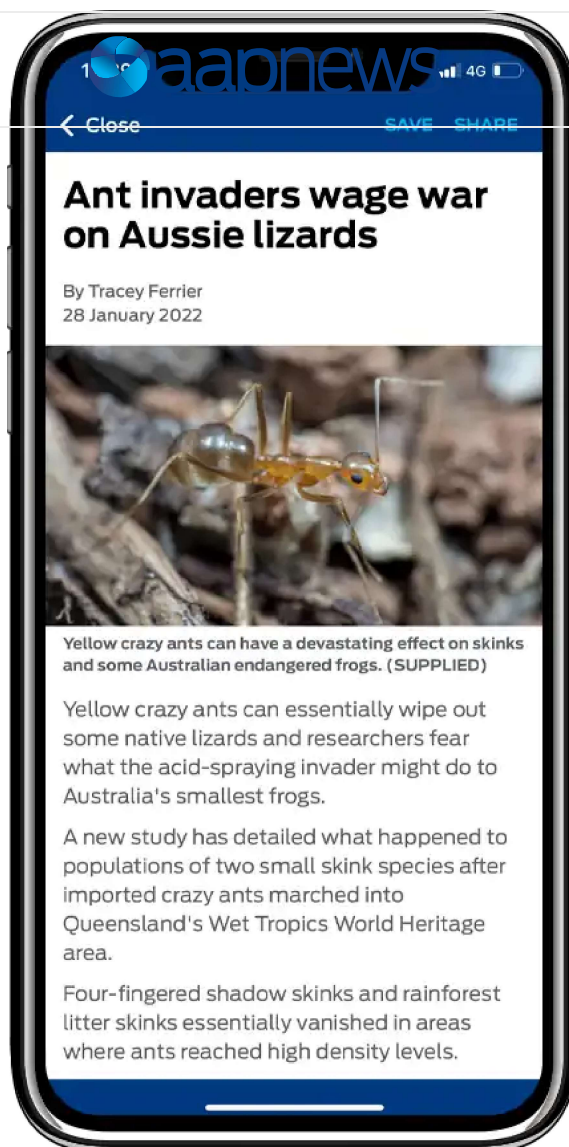 aapnews
4G
Close
SAVE SHARE
Ant invaders wage war
on Aussie lizards
By Tracey Ferrier
28 January 2022
Yellow crazy ants can have a devastating effect on skinks
and some Australian endangered frogs. (SUPPLIED)
Yellow crazy ants can essentially wipe out
some native lizards and researchers fear
what the acid-spraying invader might do to
Australia's smallest frogs.
A new study has detailed what happened to
populations of two small skink species after
imported crazy ants marched into
Queensland's Wet Tropics World Heritage
area.
Four-fingered shadow skinks and rainforest
litter skinks essentially vanished in areas
where ants reached high density levels.